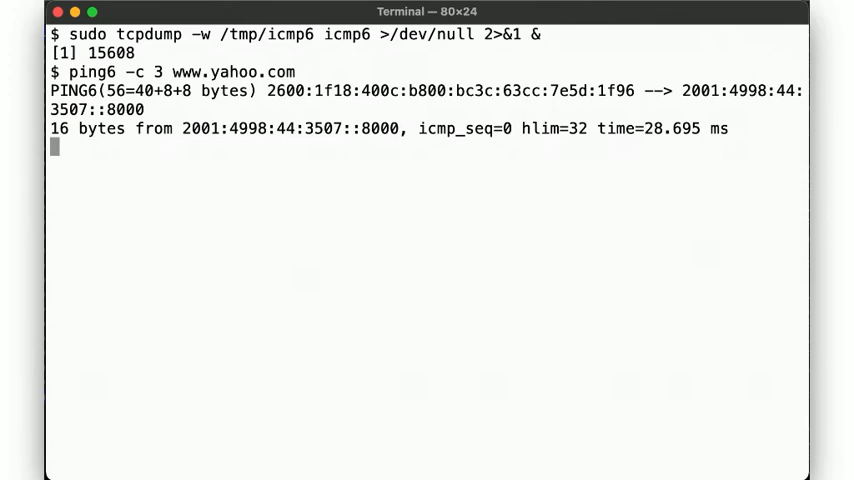 Terminal — 80×24
$ sudo tcpdump -w /tmp/icmp6 icmp6 >/dev/null 2>&1 &
[1] 15608
$ ping6 -c 3 www.yahoo.com
PING6(56=40+8+8 bytes) 2600:1f18:400c:b800:bc3c:63cc:7e5d:1f96 --> 2001:4998:44:
3507::8000
16 bytes from 2001:4998:44:3507::8000, icmp_seq=0 hlim=32 time=28.695 ms